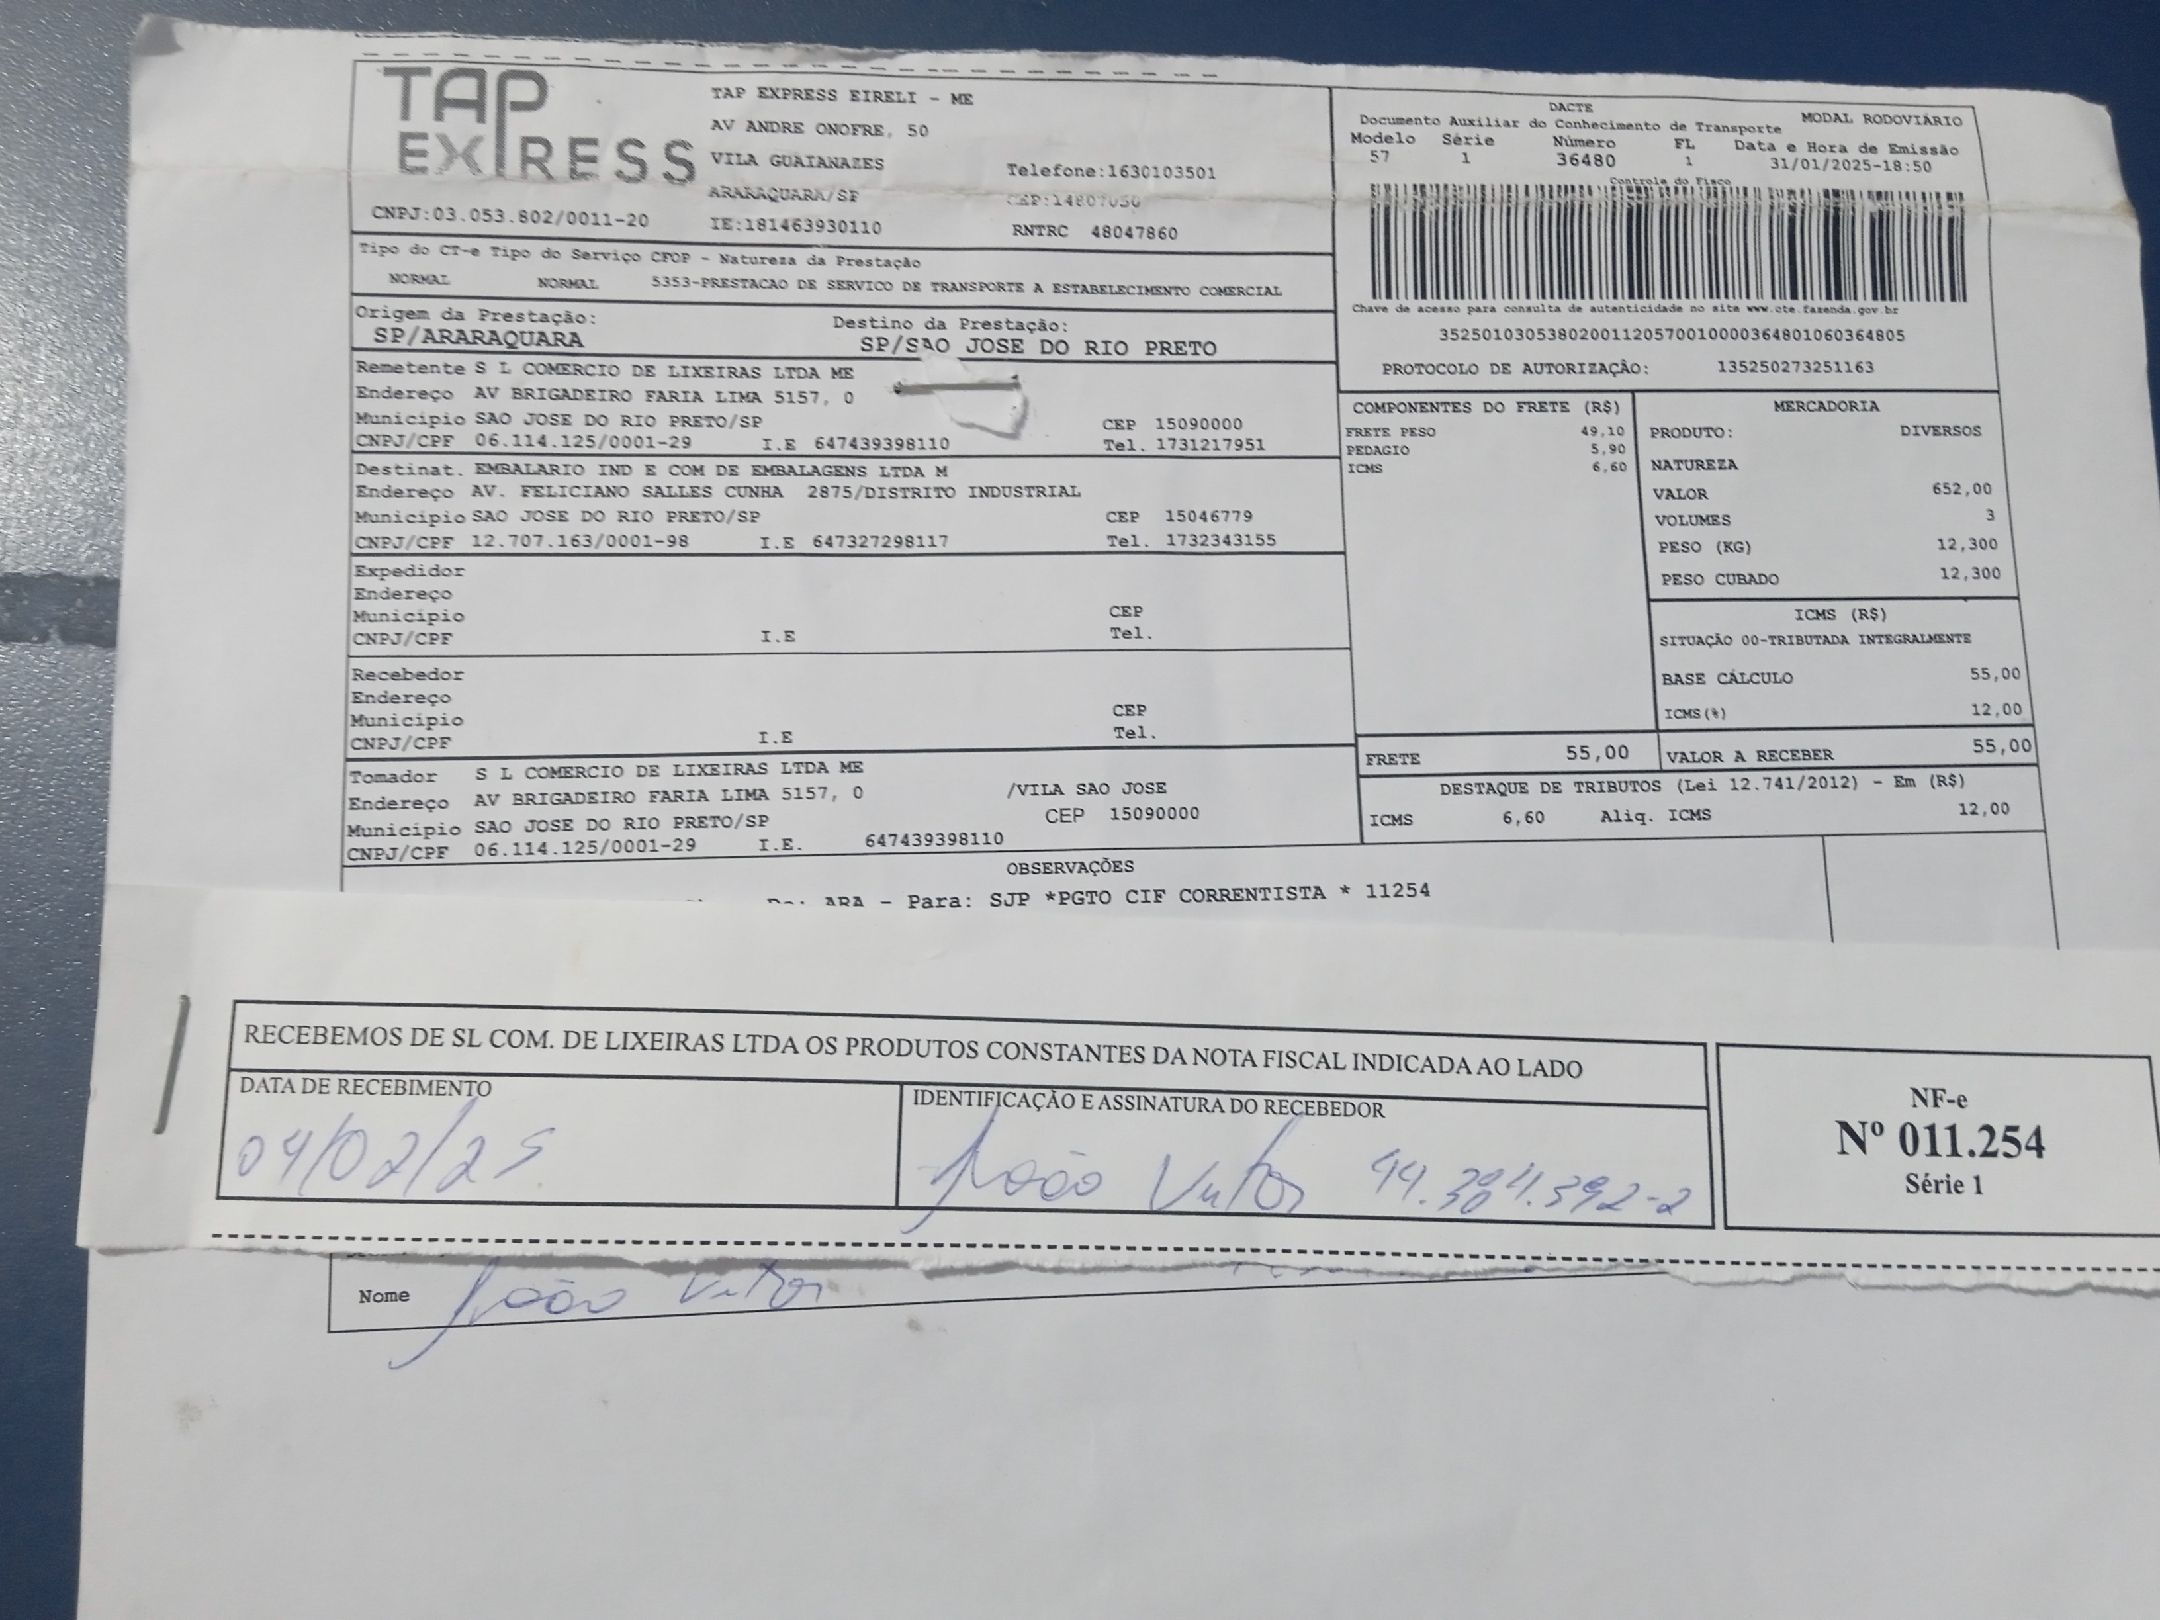 TAP EXPRESS
TAP EXPRESS EIRELI - ME
AV ANDRE ONOFRE, 50
VILA GUAIANAZES
Telefone:1630103501
ARARAQUARA/SP
CEP:14807050
CNPJ:03.053.802/0011-20
IE:181463930110
RNTRC 48047860
DACTE
Documento Auxiliar do Conhecimento de Transporte
MODAL RODOVIÁRIO
Modelo Série Número FL Data e Hora de Emissão
57 1 36480 1 31/01/2025-18:50
Controle do Fisco
Chave de acesso para consulta de autenticidade no site www.cte.fazenda.gov.br
35250103053802001120570010000364801060364805
PROTOCOLO DE AUTORIZAÇÃO: 135250273251163
Tipo do CT-e Tipo do Serviço CFOP - Natureza da Prestação
NORMAL NORMAL 5353-PRESTACAO DE SERVICO DE TRANSPORTE A ESTABELECIMENTO COMERCIAL
Origem da Prestação:
SP/ARARAQUARA
Destino da Prestação:
SP/SAO JOSE DO RIO PRETO
Remetente S L COMERCIO DE LIXEIRAS LTDA ME
Endereço AV BRIGADEIRO FARIA LIMA 5157, 0
Município SAO JOSE DO RIO PRETO/SP CEP 15090000
CNPJ/CPF 06.114.125/0001-29 I.E 647439398110 Tel. 1731217951
Destinat. EMBALARIO IND E COM DE EMBALAGENS LTDA M
Endereço AV. FELICIANO SALLES CUNHA 2875/DISTRITO INDUSTRIAL
Município SAO JOSE DO RIO PRETO/SP CEP 15046779
CNPJ/CPF 12.707.163/0001-98 I.E 647327298117 Tel. 1732343155
Expedidor
Endereço
Município CEP
CNPJ/CPF I.E Tel.
Recebedor
Endereço
Município CEP
CNPJ/CPF I.E Tel.
Tomador S L COMERCIO DE LIXEIRAS LTDA ME
Endereço AV BRIGADEIRO FARIA LIMA 5157, 0 /VILA SAO JOSE
Município SAO JOSE DO RIO PRETO/SP CEP 15090000
CNPJ/CPF 06.114.125/0001-29 I.E. 647439398110
COMPONENTES DO FRETE (R$)
FRETE PESO 49,10
PEDAGIO 5,90
ICMS 6,60
MERCADORIA
PRODUTO: DIVERSOS
NATUREZA
VALOR 652,00
VOLUMES 3
PESO (KG) 12,300
PESO CUBADO 12,300
ICMS (R$)
SITUAÇÃO 00-TRIBUTADA INTEGRALMENTE
BASE CÁLCULO 55,00
ICMS(%) 12,00
FRETE 55,00 VALOR A RECEBER 55,00
DESTAQUE DE TRIBUTOS (Lei 12.741/2012) - Em (R$)
ICMS 6,60 Aliq. ICMS 12,00
OBSERVAÇÕES
ARA - Para: SJP *PGTO CIF CORRENTISTA * 11254
RECEBEMOS DE SL COM. DE LIXEIRAS LTDA OS PRODUTOS CONSTANTES DA NOTA FISCAL INDICADA AO LADO
DATA DE RECEBIMENTO
04/02/25
IDENTIFICAÇÃO E ASSINATURA DO RECEBEDOR
João Vitor
NF-e
Nº 011.254
Série 1
Nome João Vitor